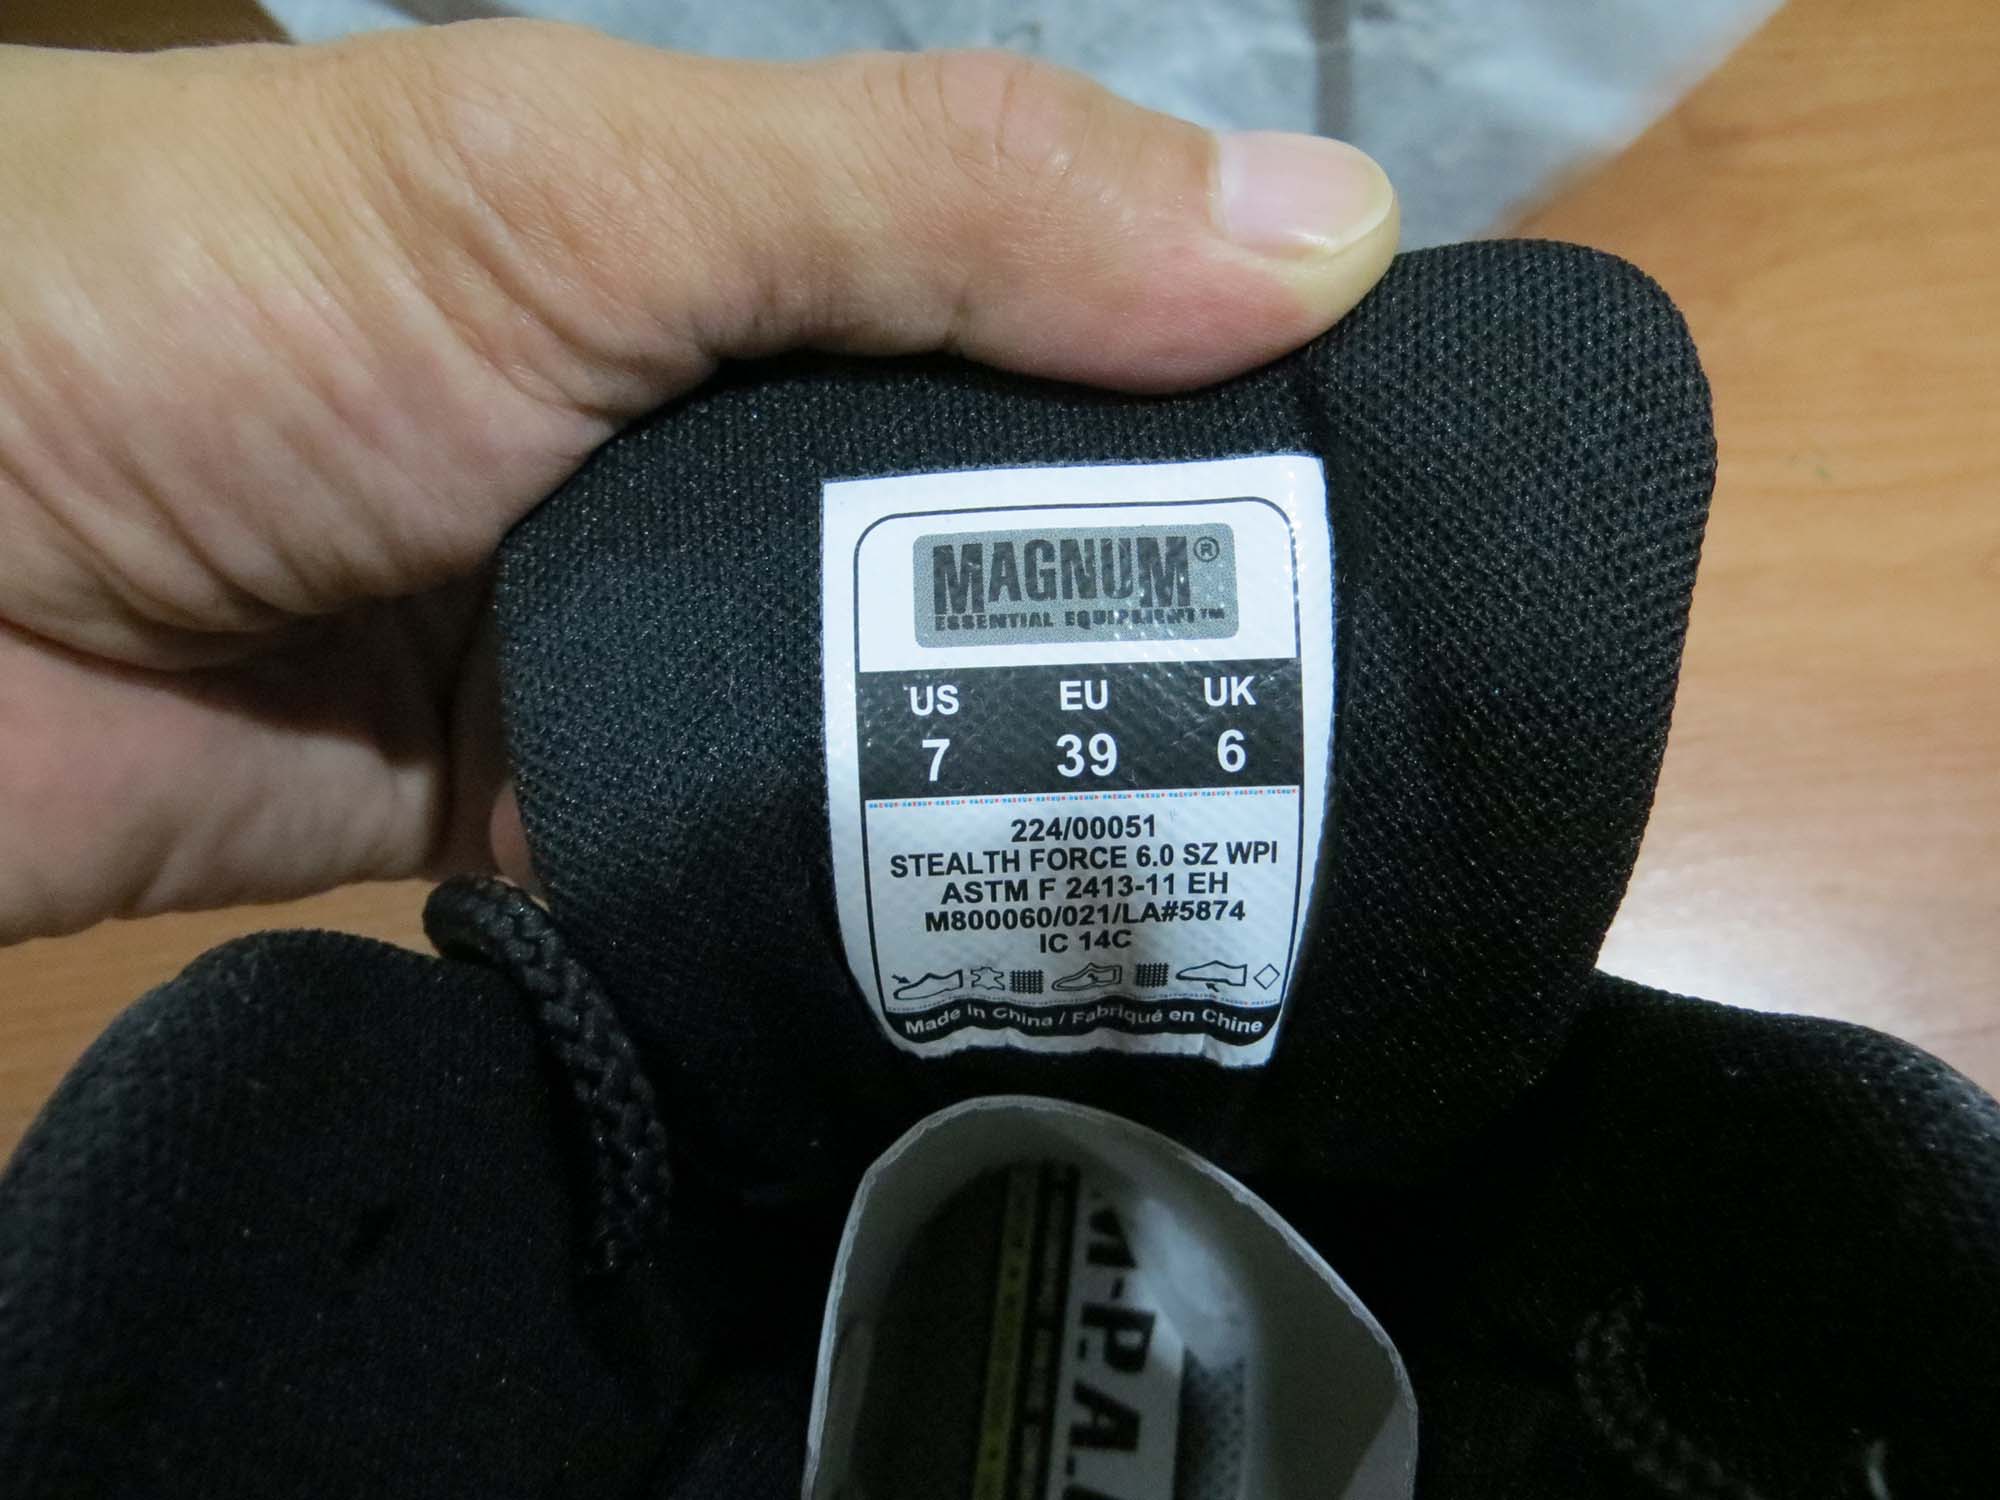 MAGNUM®
ESSENTIAL EQUIPMENT™
US EU UK
7 39 6
224/00051
STEALTH FORCE 6.0 SZ WPI
ASTM F 2413-11 EH
M800060/021/LA#5874
IC 14C
Made in China / Fabriqué en Chine
M-P.A.